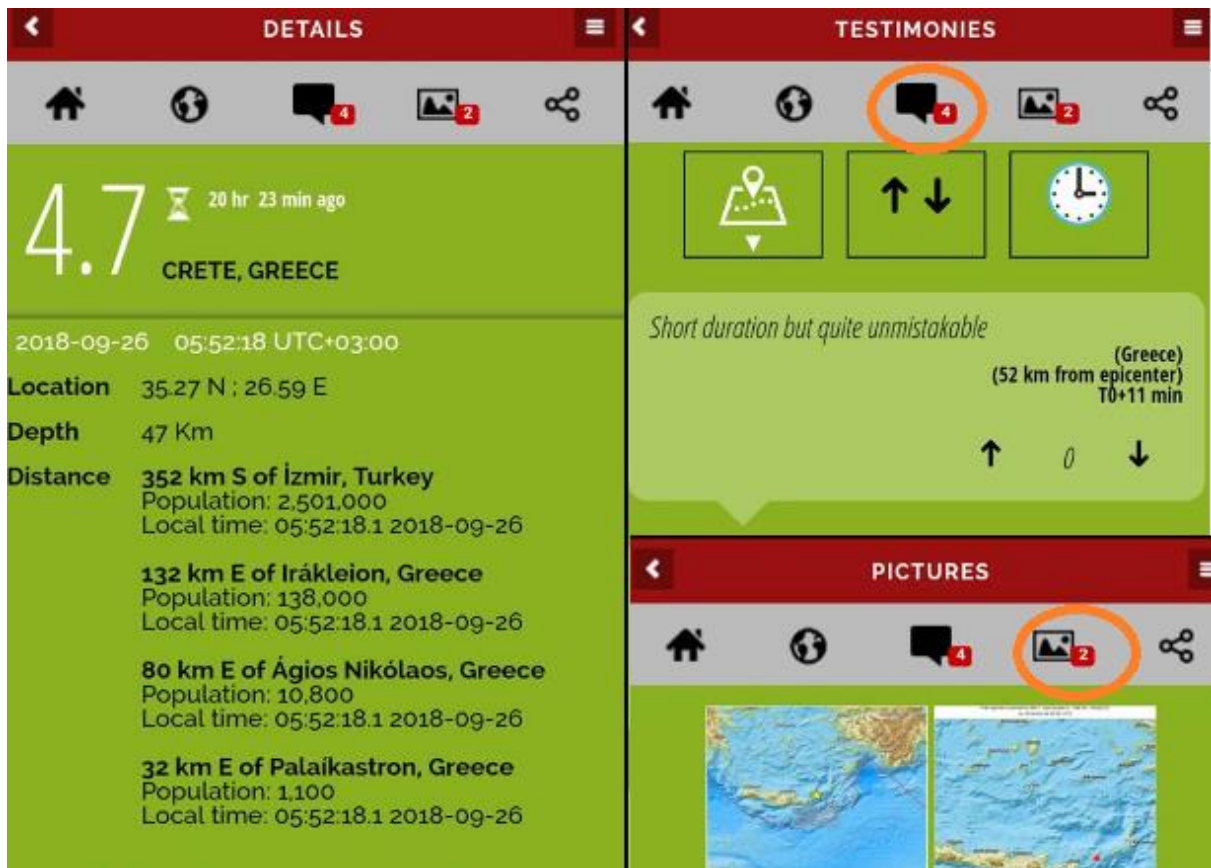 DETAILS
4
2
4.7
20 hr 23 min ago
CRETE, GREECE
2018-09-26 05:52:18 UTC+03:00
Location 35.27 N ; 26.59 E
Depth 47 Km
Distance 352 km S of İzmir, Turkey
Population: 2,501,000
Local time: 05:52:18.1 2018-09-26
132 km E of Irákleion, Greece
Population: 138,000
Local time: 05:52:18.1 2018-09-26
80 km E of Ágios Nikólaos, Greece
Population: 10,800
Local time: 05:52:18.1 2018-09-26
32 km E of Palaíkastron, Greece
Population: 1,100
Local time: 05:52:18.1 2018-09-26
TESTIMONIES
4
2
Short duration but quite unmistakable
(Greece)
(52 km from epicenter)
T0+11 min
0
PICTURES
4
2